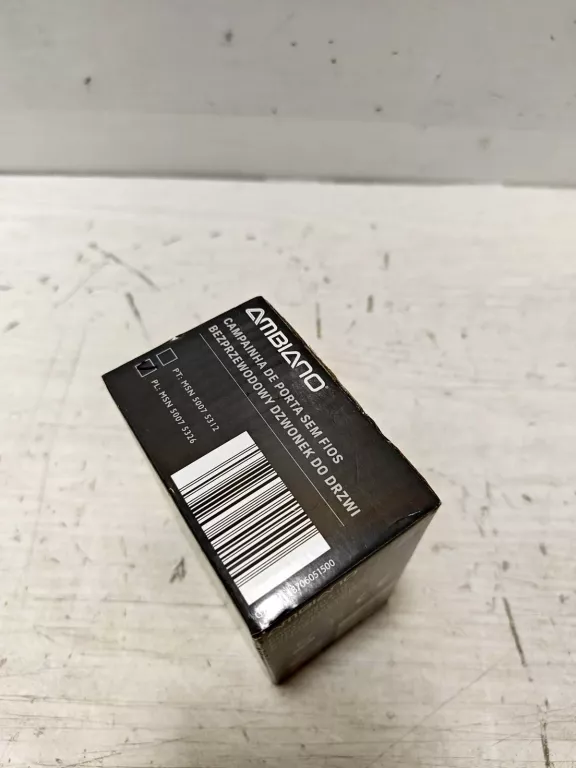 AMBIANO
CAMPAINHA DE PORTA SEM FIOS
BEZPRZEWODOWY DZWONEK DO DRZWI
PT: MSN 5007 5312
PL: MSN 5007 5326